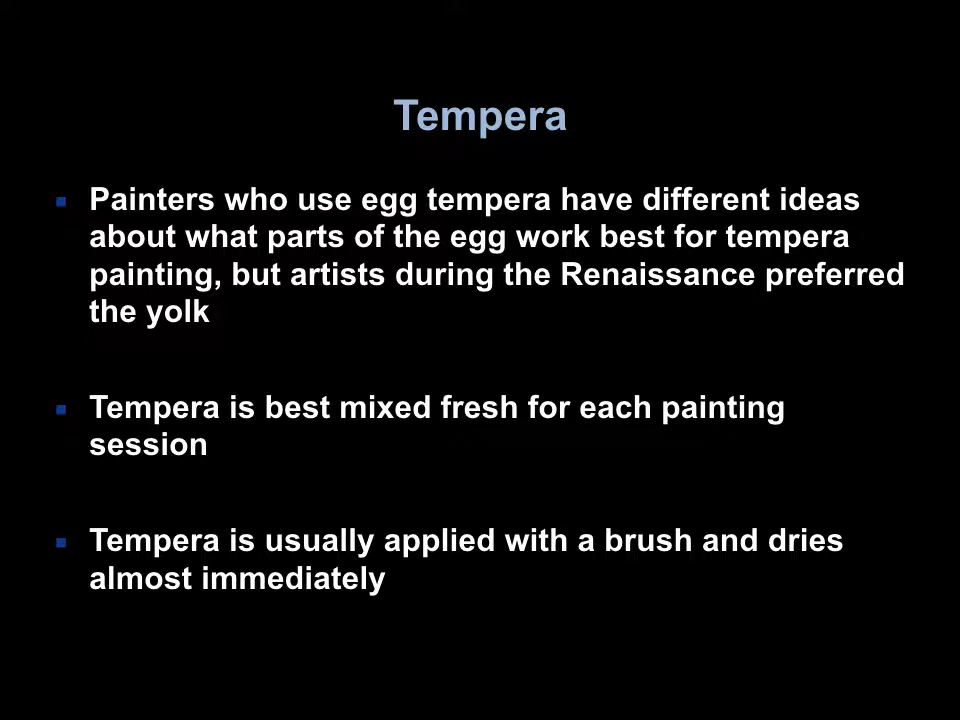 Tempera
Painters who use egg tempera have different ideas
about what parts of the egg work best for tempera
painting, but artists during the Renaissance preferred
the yolk
Tempera is best mixed fresh for each painting
session
Tempera is usually applied with a brush and dries
almost immediately